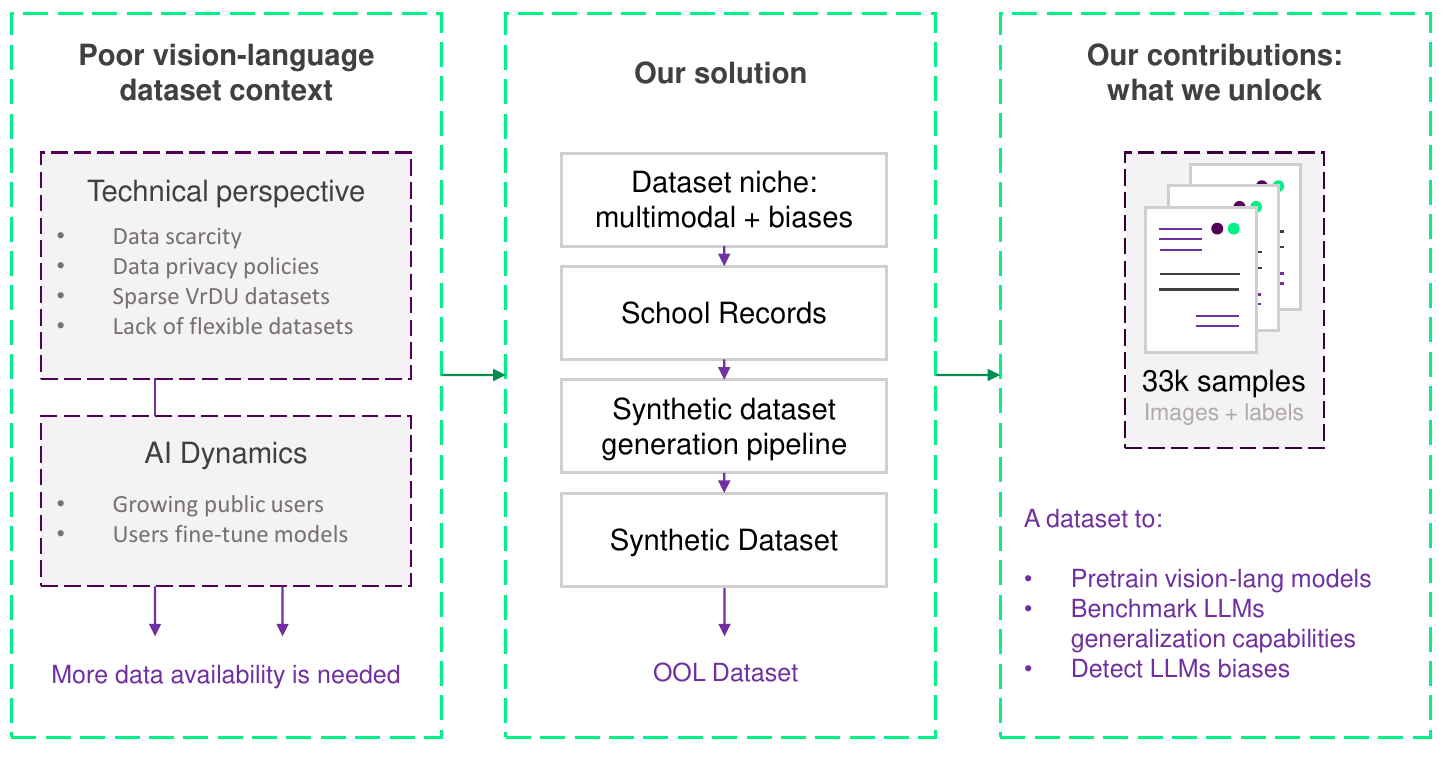 Poor vision-language
dataset context
Technical perspective
• Data scarcity
• Data privacy policies
• Sparse VrDU datasets
• Lack of flexible datasets
AI Dynamics
• Growing public users
• Users fine-tune models
More data availability is needed
Our solution
Dataset niche:
multimodal + biases
School Records
Synthetic dataset
generation pipeline
Synthetic Dataset
OOL Dataset
Our contributions:
what we unlock
33k samples
Images + labels
A dataset to:
• Pretrain vision-lang models
• Benchmark LLMs
generalization capabilities
• Detect LLMs biases